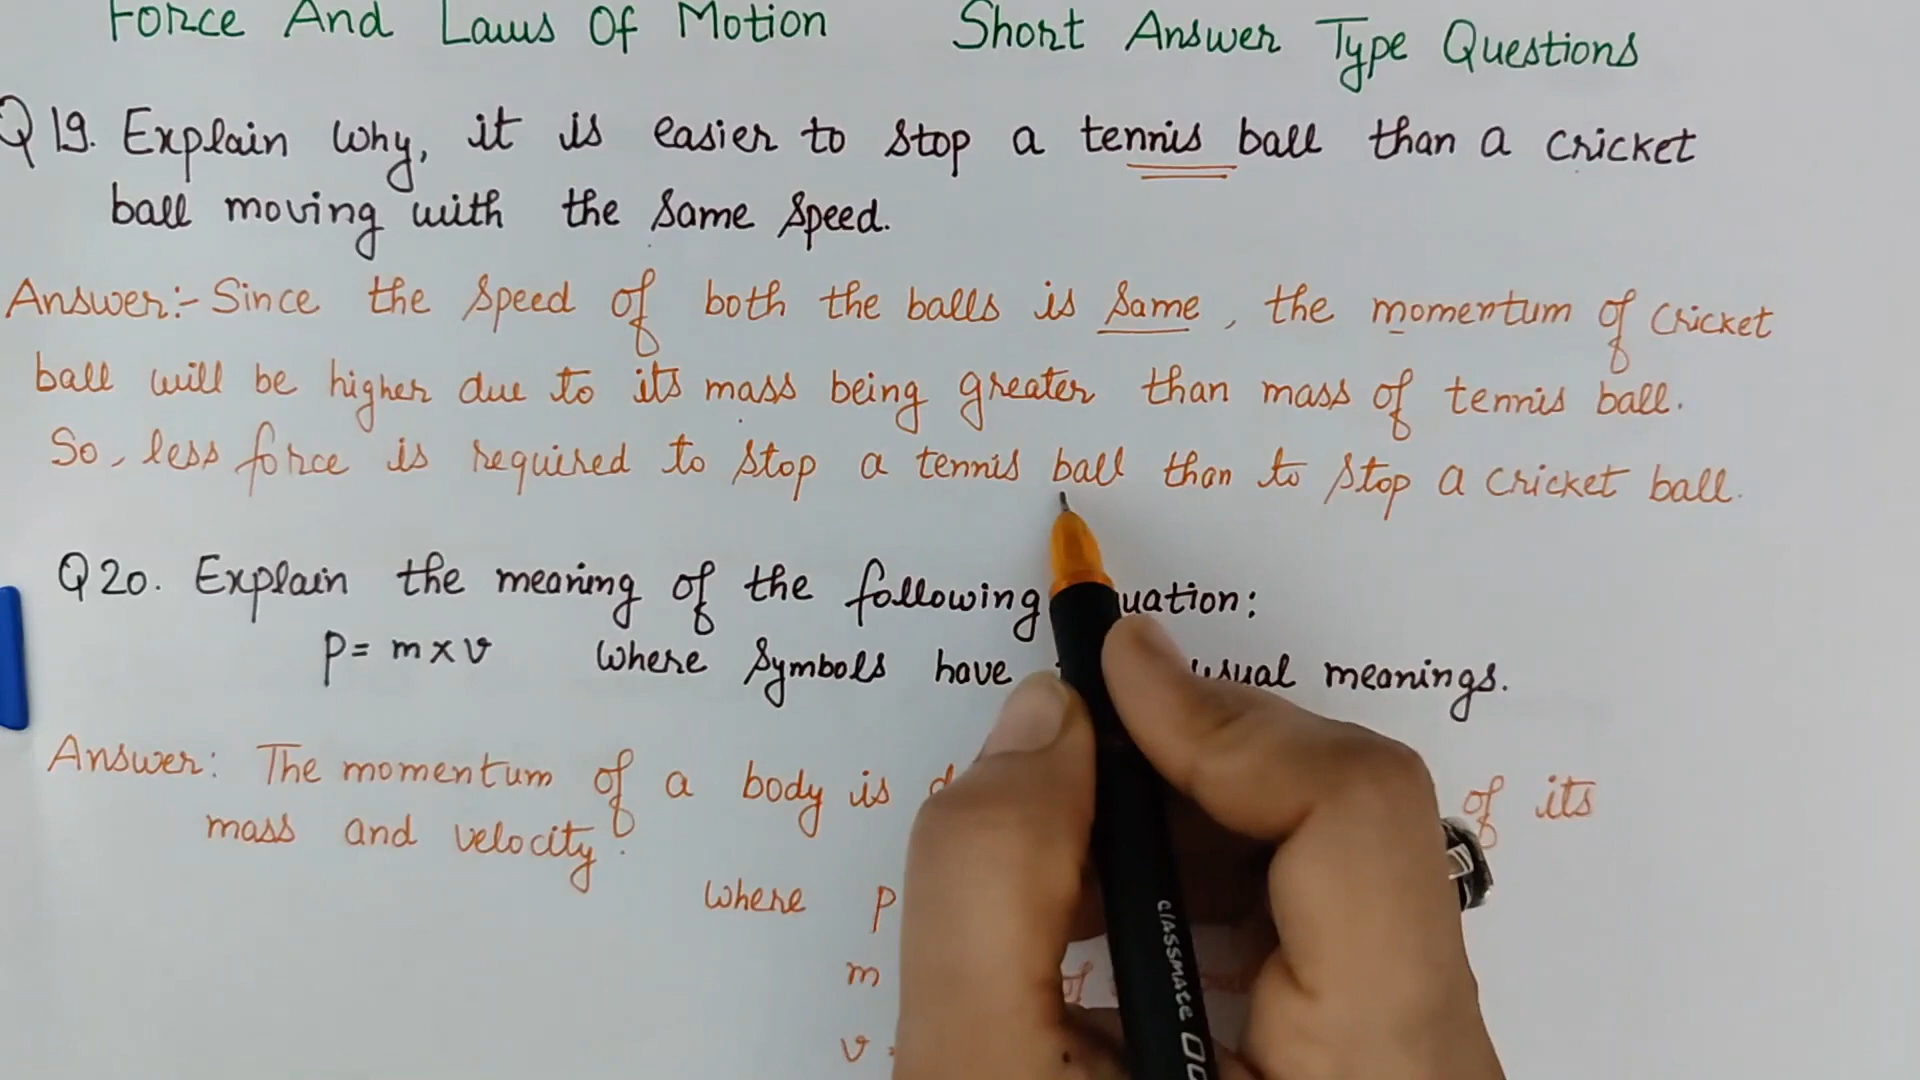 Force And Laws Of Motion Short Answer Type Questions
Q19. Explain why, it is easier to stop a tennis ball than a cricket
ball moving with the same speed.
Answer:- Since the speed of both the balls is same, the momentum of cricket
ball will be higher due to its mass being greater than mass of tennis ball.
So, less force is required to stop a tennis ball than to stop a cricket ball.
Q20. Explain the meaning of the following uation:
p = m x v where symbols have usual meanings.
Answer: The momentum of a body is of its
mass and velocity.
where p
m of
v =
classmate